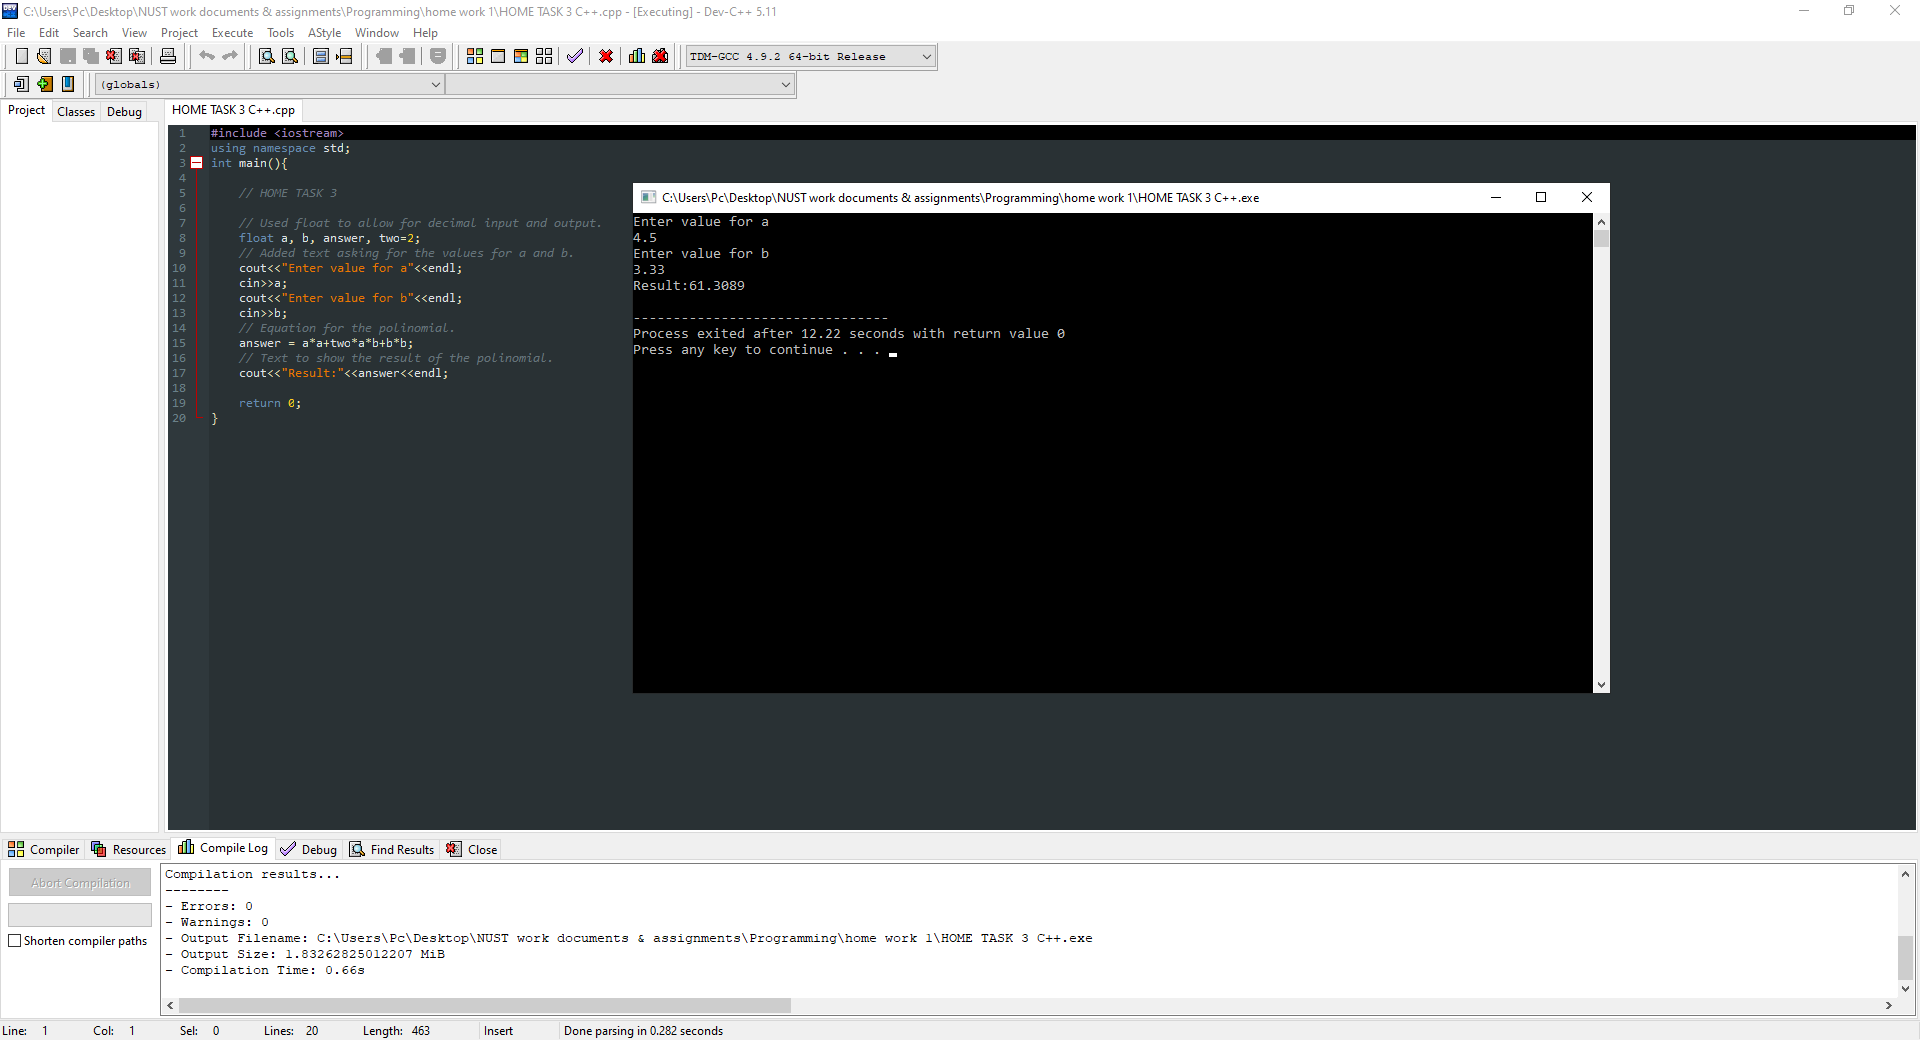 C:\Users\Pc\Desktop\NUST work documents & assignments\Programming\home work 1\HOME TASK 3 C++.cpp - [Executing] - Dev-C++ 5.11
File Edit Search View Project Execute Tools AStyle Window Help
TDM-GCC 4.9.2 64-bit Release
(globals)
Project Classes Debug
HOME TASK 3 C++.cpp
1 #include <iostream>
2 using namespace std;
3 int main(){
4
5 // HOME TASK 3
6
7 // Used float to allow for decimal input and output.
8 float a, b, answer, two=2;
9 // Added text asking for the values for a and b.
10 cout<<"Enter value for a"<<endl;
11 cin>>a;
12 cout<<"Enter value for b"<<endl;
13 cin>>b;
14 // Equation for the polinomial.
15 answer = a*a+two*a*b+b*b;
16 // Text to show the result of the polinomial.
17 cout<<"Result:"<<answer<<endl;
18
19 return 0;
20 }
C:\Users\Pc\Desktop\NUST work documents & assignments\Programming\home work 1\HOME TASK 3 C++.exe
Enter value for a
4.5
Enter value for b
3.33
Result:61.3089
--------------------------------
Process exited after 12.22 seconds with return value 0
Press any key to continue . . .
Compiler Resources Compile Log Debug Find Results Close
Abort Compilation
Shorten compiler paths
Compilation results...
--------
- Errors: 0
- Warnings: 0
- Output Filename: C:\Users\Pc\Desktop\NUST work documents & assignments\Programming\home work 1\HOME TASK 3 C++.exe
- Output Size: 1.83262825012207 MiB
- Compilation Time: 0.66s
Line: 1 Col: 1 Sel: 0 Lines: 20 Length: 463 Insert Done parsing in 0.282 seconds